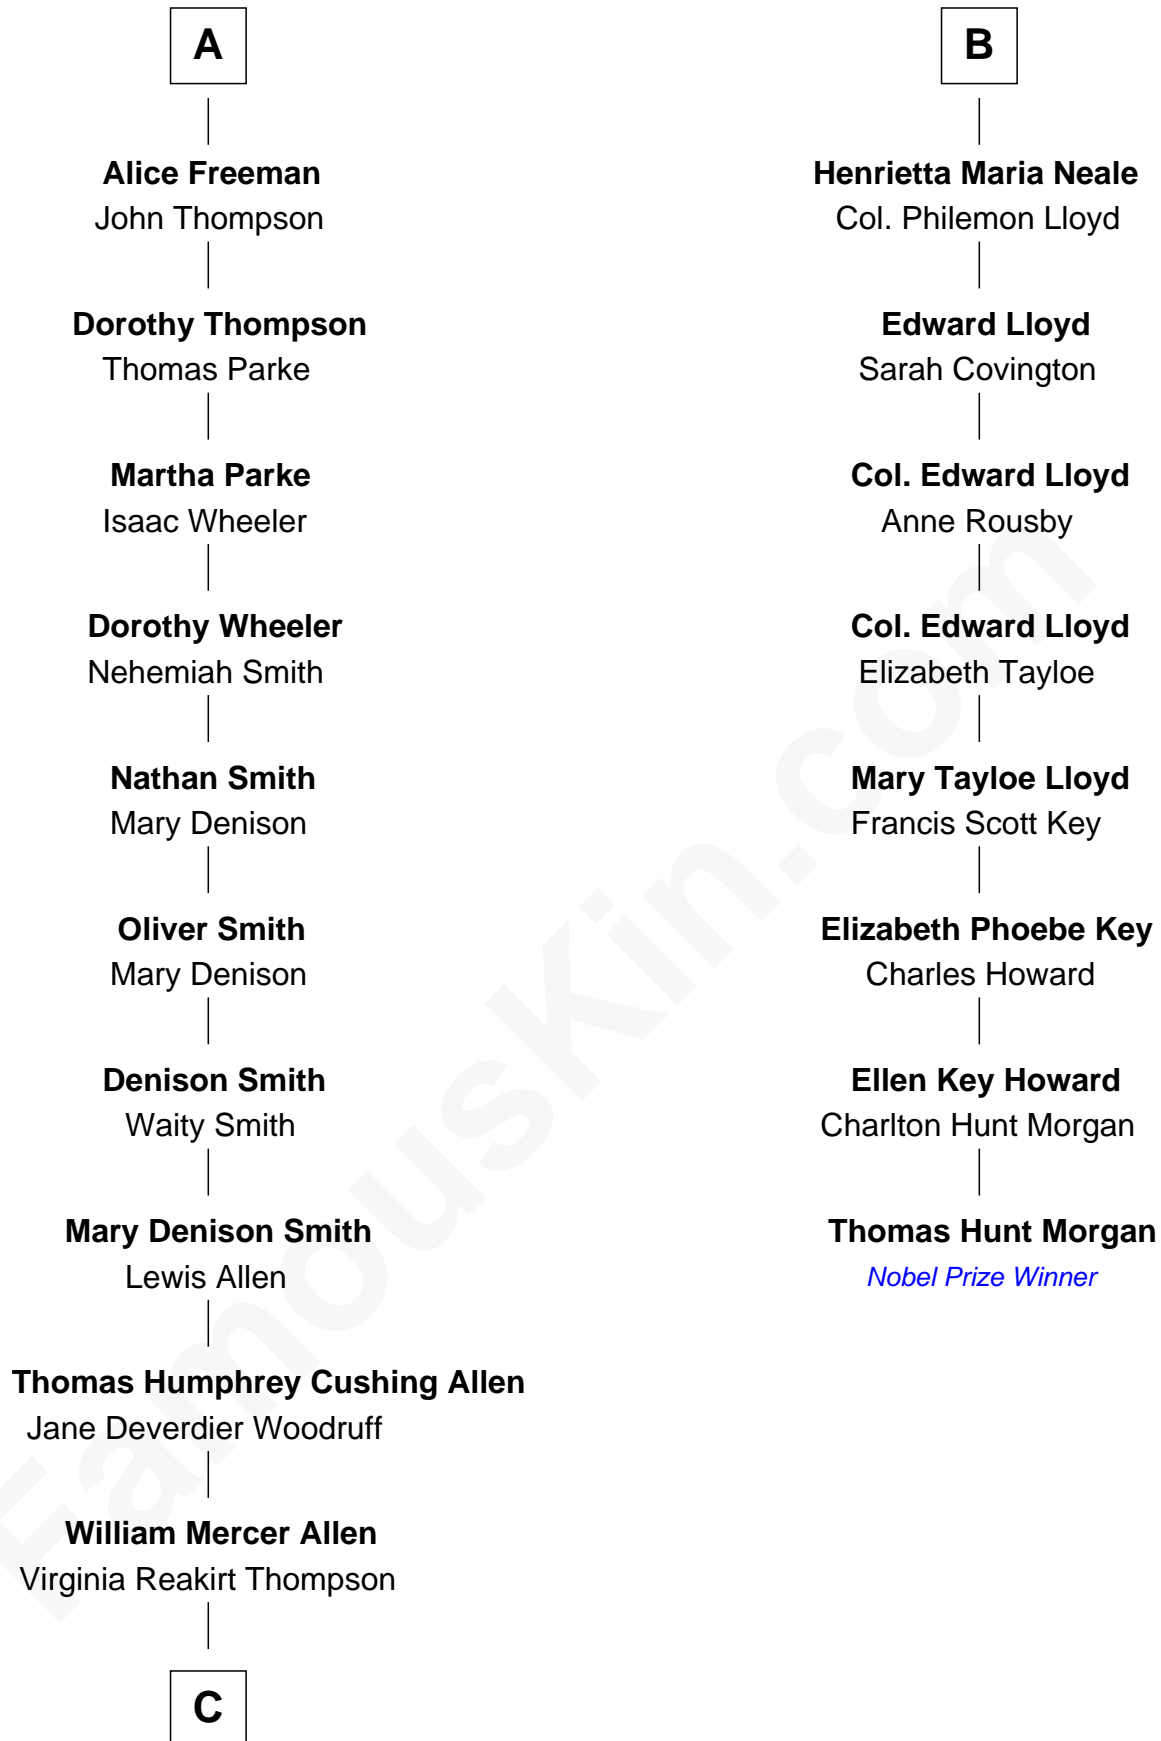 A
Alice Freeman
John Thompson
Dorothy Thompson
Thomas Parke
Martha Parke
Isaac Wheeler
Dorothy Wheeler
Nehemiah Smith
Nathan Smith
Mary Denison
Oliver Smith
Mary Denison
Denison Smith
Waity Smith
Mary Denison Smith
Lewis Allen
Thomas Humphrey Cushing Allen
Jane Deverdier Woodruff
William Mercer Allen
Virginia Reakirt Thompson
C
B
Henrietta Maria Neale
Col. Philemon Lloyd
Edward Lloyd
Sarah Covington
Col. Edward Lloyd
Anne Rousby
Col. Edward Lloyd
Elizabeth Tayloe
Mary Tayloe Lloyd
Francis Scott Key
Elizabeth Phoebe Key
Charles Howard
Ellen Key Howard
Charlton Hunt Morgan
Thomas Hunt Morgan
Nobel Prize Winner
FamousKin.com